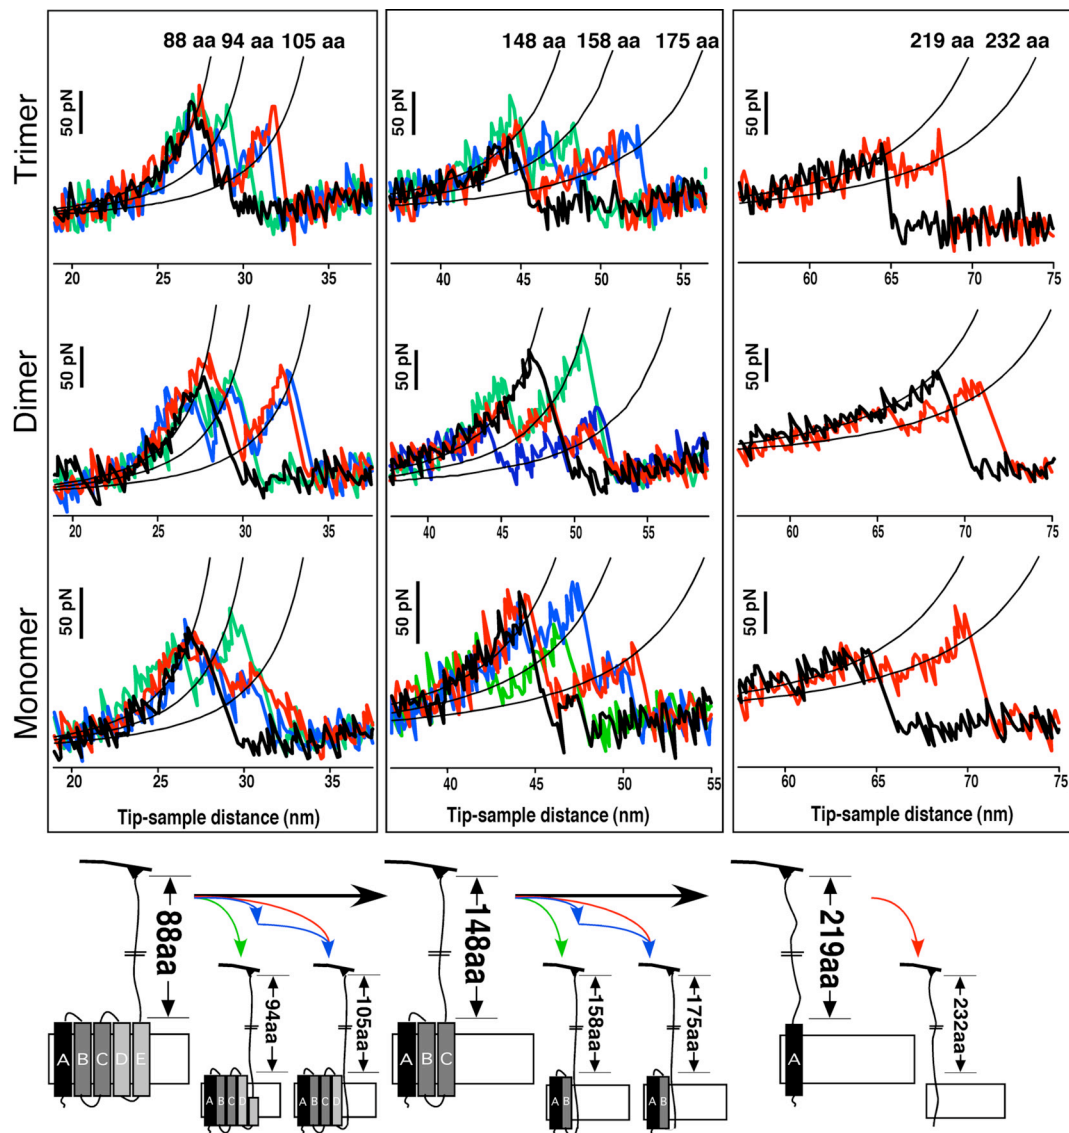 88 aa 94 aa 105 aa
148 aa 158 aa 175 aa
219 aa 232 aa
Trimer
50 pN
50 pN
50 pN
20 25 30 35
40 45 50 55
60 65 70 75
Dimer
50 pN
50 pN
50 pN
20 25 30 35
40 45 50 55
60 65 70 75
Monomer
50 pN
50 pN
50 pN
20 25 30 35
40 45 50 55
60 65 70 75
Tip-sample distance (nm)
Tip-sample distance (nm)
Tip-sample distance (nm)
88aa
148aa
219aa
94aa
105aa
158aa
175aa
232aa
A B C D E
A B C
A
A B C D
A B C D
A B
A B